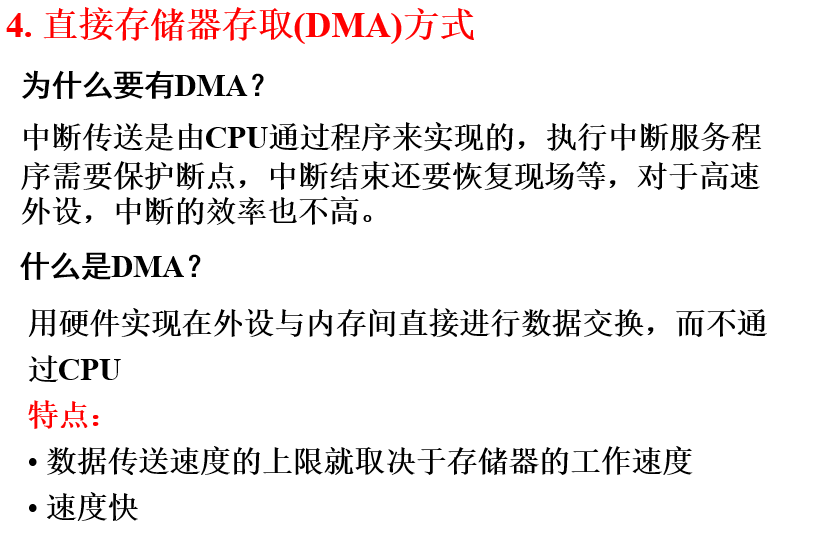 4. 直接存储器存取(DMA)方式
为什么要有DMA？
中断传送是由CPU通过程序来实现的，执行中断服务程
序需要保护断点，中断结束还要恢复现场等，对于高速
外设，中断的效率也不高。
什么是DMA？
用硬件实现在外设与内存间直接进行数据交换，而不通
过CPU
特点：
• 数据传送速度的上限就取决于存储器的工作速度
• 速度快